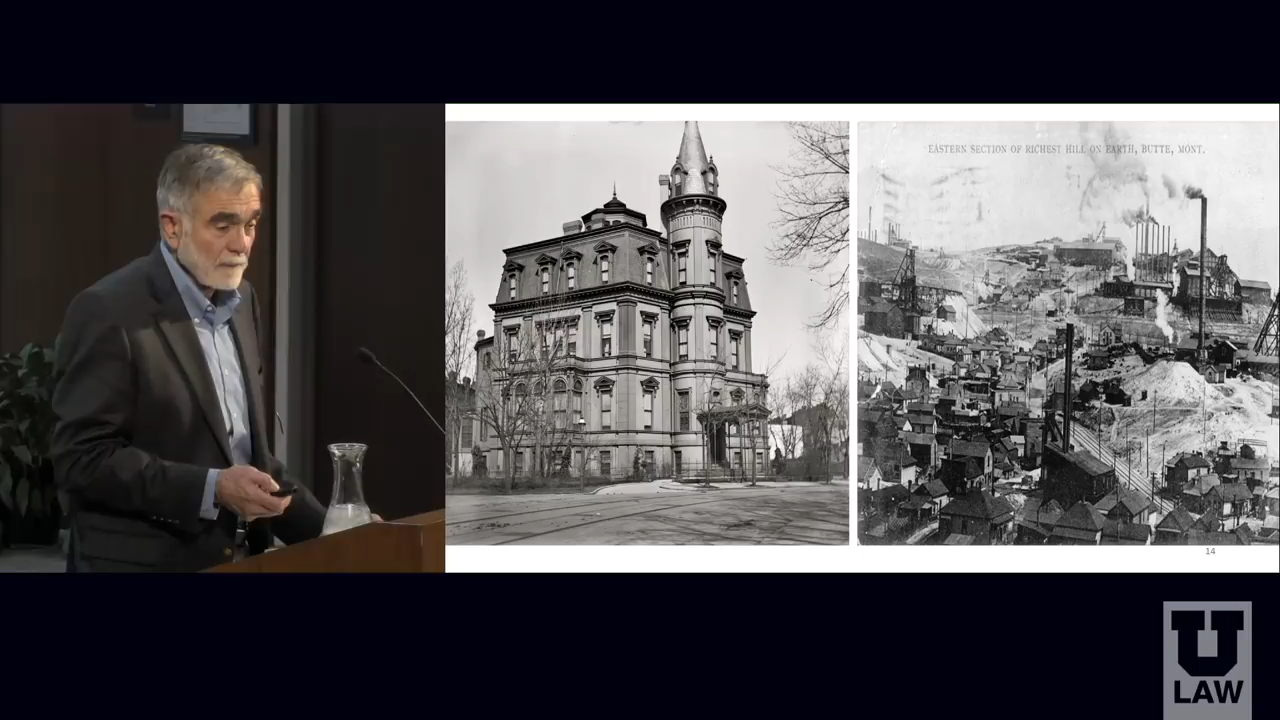 EASTERN SECTION OF RICHEST HILL ON EARTH, BUTTE, MONT.
14
U
LAW